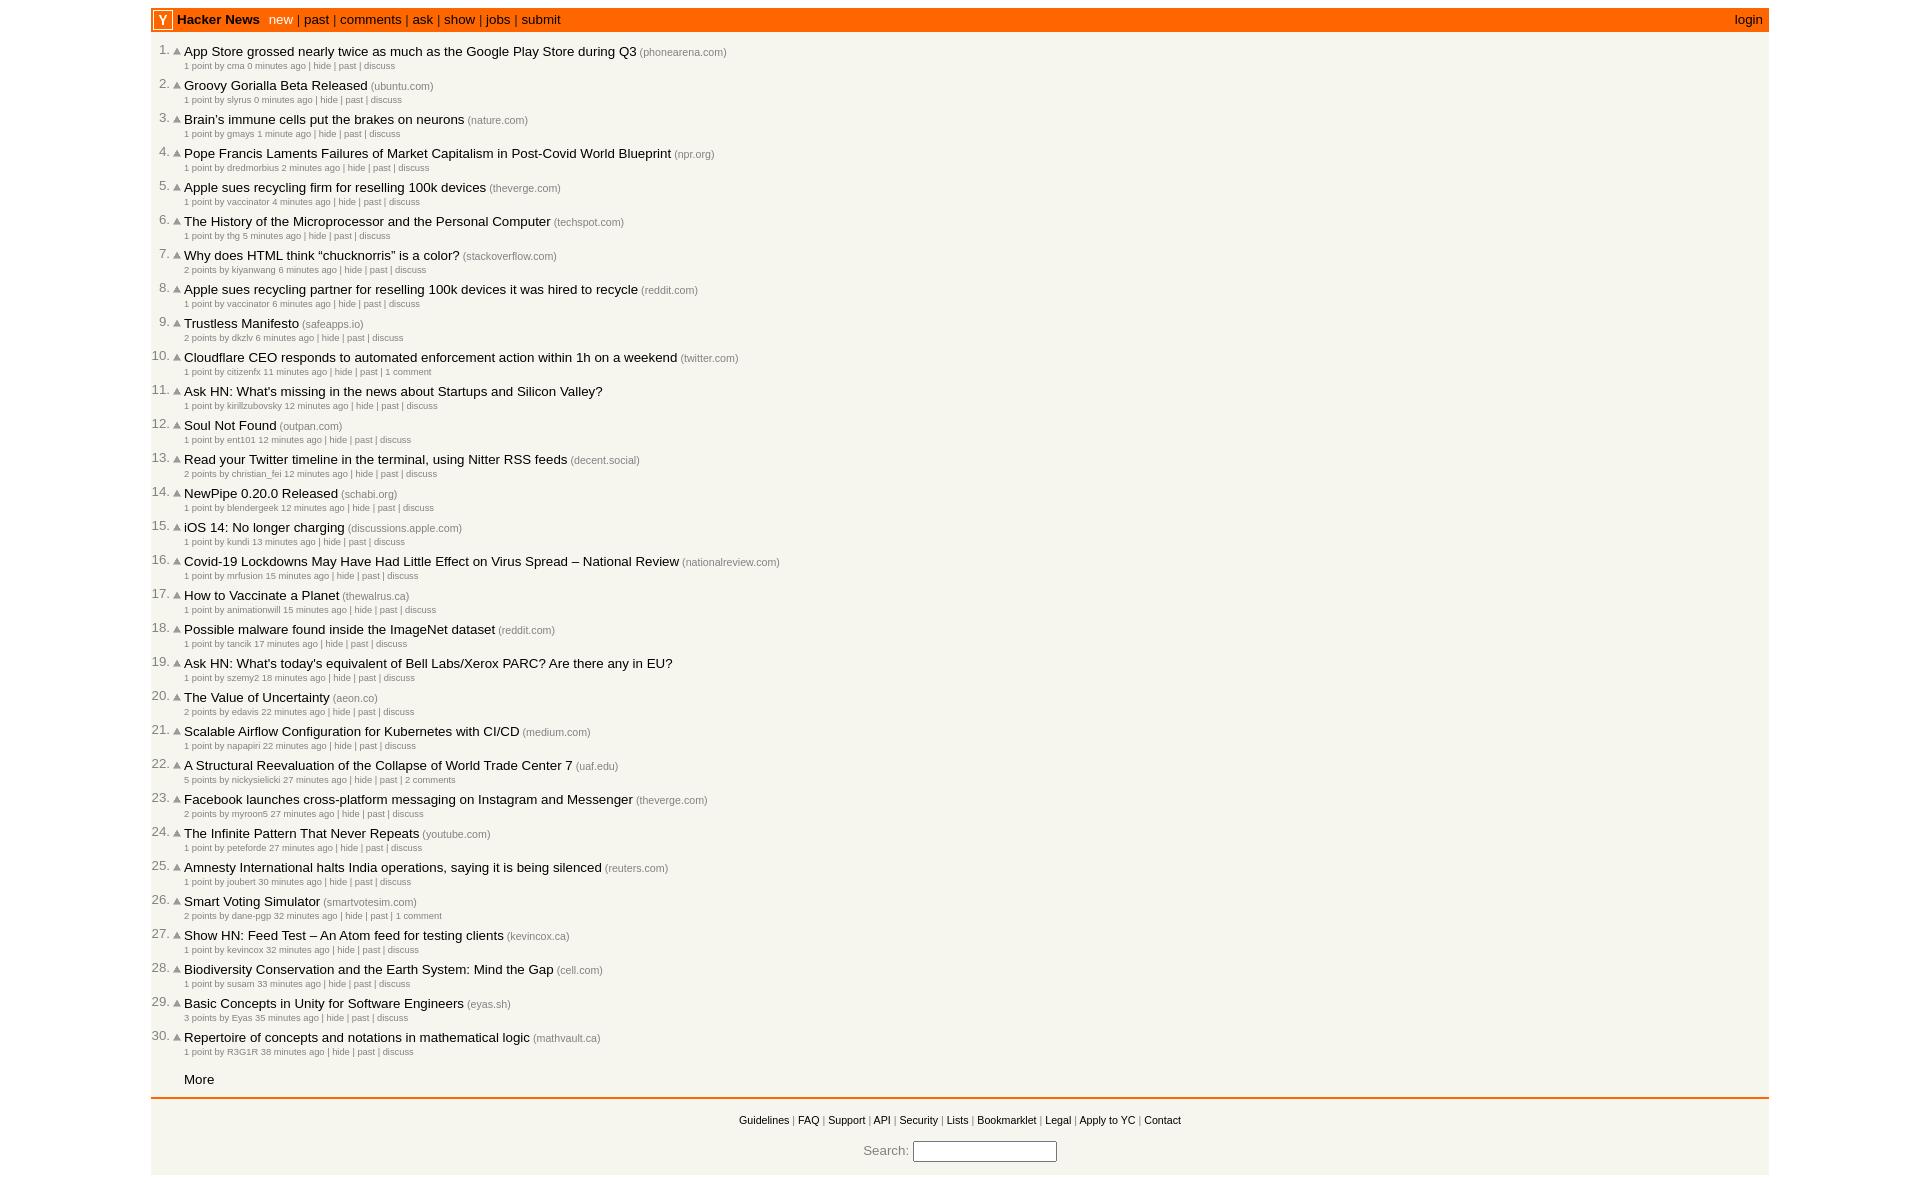 Y Hacker News new | past | comments | ask | show | jobs | submit login
1. App Store grossed nearly twice as much as the Google Play Store during Q3 (phonearena.com)
1 point by cma 0 minutes ago | hide | past | discuss
2. Groovy Gorialla Beta Released (ubuntu.com)
1 point by slyrus 0 minutes ago | hide | past | discuss
3. Brain's immune cells put the brakes on neurons (nature.com)
1 point by gmays 1 minute ago | hide | past | discuss
4. Pope Francis Laments Failures of Market Capitalism in Post-Covid World Blueprint (npr.org)
1 point by dredmorbius 2 minutes ago | hide | past | discuss
5. Apple sues recycling firm for reselling 100k devices (theverge.com)
1 point by vaccinator 4 minutes ago | hide | past | discuss
6. The History of the Microprocessor and the Personal Computer (techspot.com)
1 point by thg 5 minutes ago | hide | past | discuss
7. Why does HTML think “chucknorris” is a color? (stackoverflow.com)
2 points by kiyanwang 6 minutes ago | hide | past | discuss
8. Apple sues recycling partner for reselling 100k devices it was hired to recycle (reddit.com)
1 point by vaccinator 6 minutes ago | hide | past | discuss
9. Trustless Manifesto (safeapps.io)
2 points by dkzlv 6 minutes ago | hide | past | discuss
10. Cloudflare CEO responds to automated enforcement action within 1h on a weekend (twitter.com)
1 point by citizenfx 11 minutes ago | hide | past | 1 comment
11. Ask HN: What's missing in the news about Startups and Silicon Valley?
1 point by kirillzubovsky 12 minutes ago | hide | past | discuss
12. Soul Not Found (outpan.com)
1 point by ent101 12 minutes ago | hide | past | discuss
13. Read your Twitter timeline in the terminal, using Nitter RSS feeds (decent.social)
2 points by christian_fei 12 minutes ago | hide | past | discuss
14. NewPipe 0.20.0 Released (schabi.org)
1 point by blendergeek 12 minutes ago | hide | past | discuss
15. iOS 14: No longer charging (discussions.apple.com)
1 point by kundi 13 minutes ago | hide | past | discuss
16. Covid-19 Lockdowns May Have Had Little Effect on Virus Spread – National Review (nationalreview.com)
1 point by mrfusion 15 minutes ago | hide | past | discuss
17. How to Vaccinate a Planet (thewalrus.ca)
1 point by animationwill 15 minutes ago | hide | past | discuss
18. Possible malware found inside the ImageNet dataset (reddit.com)
1 point by tancik 17 minutes ago | hide | past | discuss
19. Ask HN: What's today's equivalent of Bell Labs/Xerox PARC? Are there any in EU?
1 point by szemy2 18 minutes ago | hide | past | discuss
20. The Value of Uncertainty (aeon.co)
2 points by edavis 22 minutes ago | hide | past | discuss
21. Scalable Airflow Configuration for Kubernetes with CI/CD (medium.com)
1 point by napapiri 22 minutes ago | hide | past | discuss
22. A Structural Reevaluation of the Collapse of World Trade Center 7 (uaf.edu)
5 points by nickysielicki 27 minutes ago | hide | past | 2 comments
23. Facebook launches cross-platform messaging on Instagram and Messenger (theverge.com)
2 points by myroon5 27 minutes ago | hide | past | discuss
24. The Infinite Pattern That Never Repeats (youtube.com)
1 point by peteforde 27 minutes ago | hide | past | discuss
25. Amnesty International halts India operations, saying it is being silenced (reuters.com)
1 point by joubert 30 minutes ago | hide | past | discuss
26. Smart Voting Simulator (smartvotesim.com)
2 points by dane-pgp 32 minutes ago | hide | past | 1 comment
27. Show HN: Feed Test – An Atom feed for testing clients (kevincox.ca)
1 point by kevincox 32 minutes ago | hide | past | discuss
28. Biodiversity Conservation and the Earth System: Mind the Gap (cell.com)
1 point by susam 33 minutes ago | hide | past | discuss
29. Basic Concepts in Unity for Software Engineers (eyas.sh)
3 points by Eyas 35 minutes ago | hide | past | discuss
30. Repertoire of concepts and notations in mathematical logic (mathvault.ca)
1 point by R3G1R 38 minutes ago | hide | past | discuss
More
Guidelines | FAQ | Support | API | Security | Lists | Bookmarklet | Legal | Apply to YC | Contact
Search: